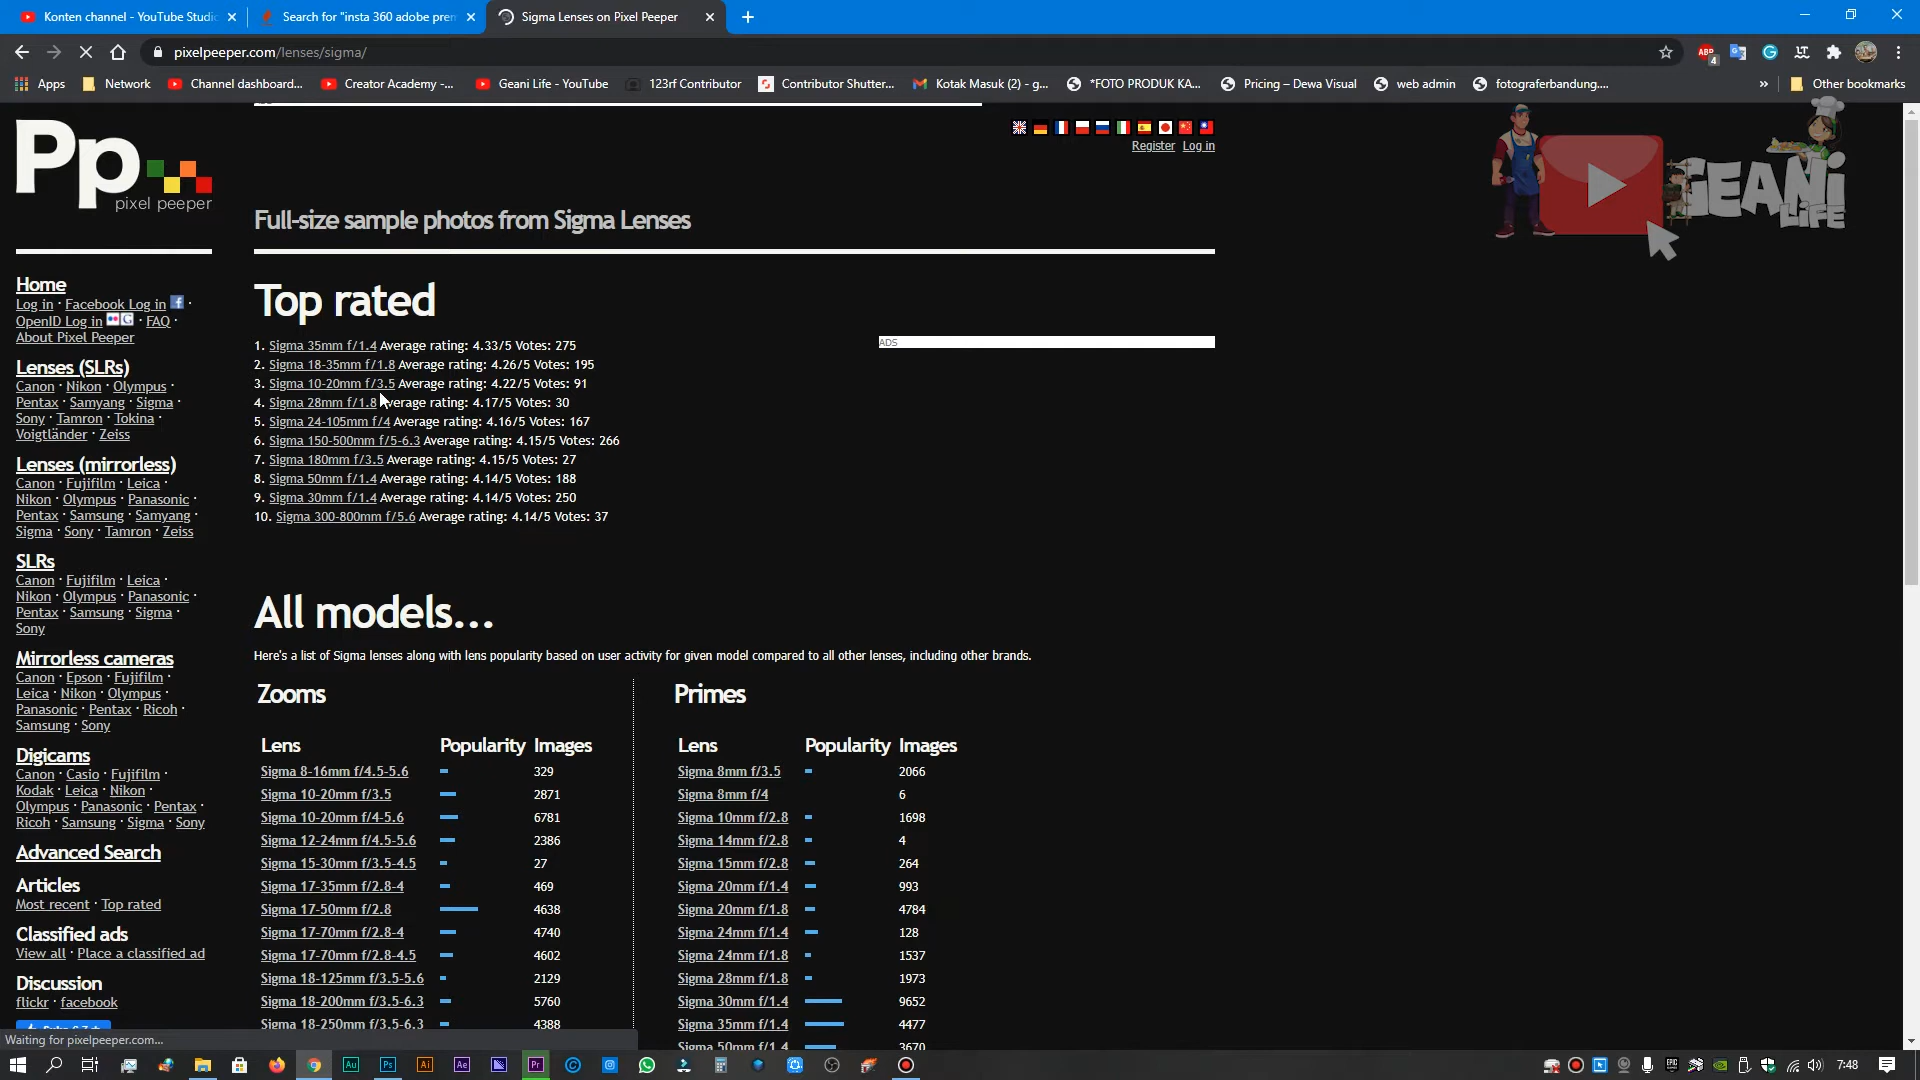 Konten channel - YouTube Studi
Search for "insta 360 adobe prem
Sigma Lenses on Pixel Peeper
pixelpeeper.com/lenses/sigma/
Apps
Network
Channel dashboard...
Creator Academy -...
Geani Life - YouTube
123rf Contributor
Contributor Shutter...
Kotak Masuk (2) - g...
*FOTO PRODUK KA...
Pricing – Dewa Visual
web admin
fotograferbandung....
Other bookmarks
Pp
pixel peeper
Register Log in
GEANI
LIFE
Full-size sample photos from Sigma Lenses
Home
Log in · Facebook Log in ·
OpenID Log in · FAQ ·
About Pixel Peeper
Lenses (SLRs)
Canon · Nikon · Olympus ·
Pentax · Samyang · Sigma ·
Sony · Tamron · Tokina ·
Voigtländer · Zeiss
Lenses (mirrorless)
Canon · Fujifilm · Leica ·
Nikon · Olympus · Panasonic ·
Pentax · Samsung · Samyang ·
Sigma · Sony · Tamron · Zeiss
SLRs
Canon · Fujifilm · Leica ·
Nikon · Olympus · Panasonic ·
Pentax · Samsung · Sigma ·
Sony
Mirrorless cameras
Canon · Epson · Fujifilm ·
Leica · Nikon · Olympus ·
Panasonic · Pentax · Ricoh ·
Samsung · Sony
Digicams
Canon · Casio · Fujifilm ·
Kodak · Leica · Nikon ·
Olympus · Panasonic · Pentax ·
Ricoh · Samsung · Sigma · Sony
Advanced Search
Articles
Most recent · Top rated
Classified ads
View all · Place a classified ad
Discussion
flickr · facebook
Top rated
1. Sigma 35mm f/1.4 Average rating: 4.33/5 Votes: 275
2. Sigma 18-35mm f/1.8 Average rating: 4.26/5 Votes: 195
3. Sigma 10-20mm f/3.5 Average rating: 4.22/5 Votes: 91
4. Sigma 28mm f/1.8 Average rating: 4.17/5 Votes: 30
5. Sigma 24-105mm f/4 Average rating: 4.16/5 Votes: 167
6. Sigma 150-500mm f/5-6.3 Average rating: 4.15/5 Votes: 266
7. Sigma 180mm f/3.5 Average rating: 4.15/5 Votes: 27
8. Sigma 50mm f/1.4 Average rating: 4.14/5 Votes: 188
9. Sigma 30mm f/1.4 Average rating: 4.14/5 Votes: 250
10. Sigma 300-800mm f/5.6 Average rating: 4.14/5 Votes: 37
ADS
All models...
Here's a list of Sigma lenses along with lens popularity based on user activity for given model compared to all other lenses, including other brands.
Zooms
Lens Popularity Images
Sigma 8-16mm f/4.5-5.6 329
Sigma 10-20mm f/3.5 2871
Sigma 10-20mm f/4-5.6 6781
Sigma 12-24mm f/4.5-5.6 2386
Sigma 15-30mm f/3.5-4.5 27
Sigma 17-35mm f/2.8-4 469
Sigma 17-50mm f/2.8 4638
Sigma 17-70mm f/2.8-4 4740
Sigma 17-70mm f/2.8-4.5 4602
Sigma 18-125mm f/3.5-5.6 2129
Sigma 18-200mm f/3.5-6.3 5760
Sigma 18-250mm f/3.5-6.3 4388
Primes
Lens Popularity Images
Sigma 8mm f/3.5 2066
Sigma 8mm f/4 6
Sigma 10mm f/2.8 1698
Sigma 14mm f/2.8 4
Sigma 15mm f/2.8 264
Sigma 20mm f/1.4 993
Sigma 20mm f/1.8 4784
Sigma 24mm f/1.4 128
Sigma 24mm f/1.8 1537
Sigma 28mm f/1.8 1973
Sigma 30mm f/1.4 9652
Sigma 35mm f/1.4 4477
Sigma 50mm f/1.4 3670
Waiting for pixelpeeper.com...
7:48